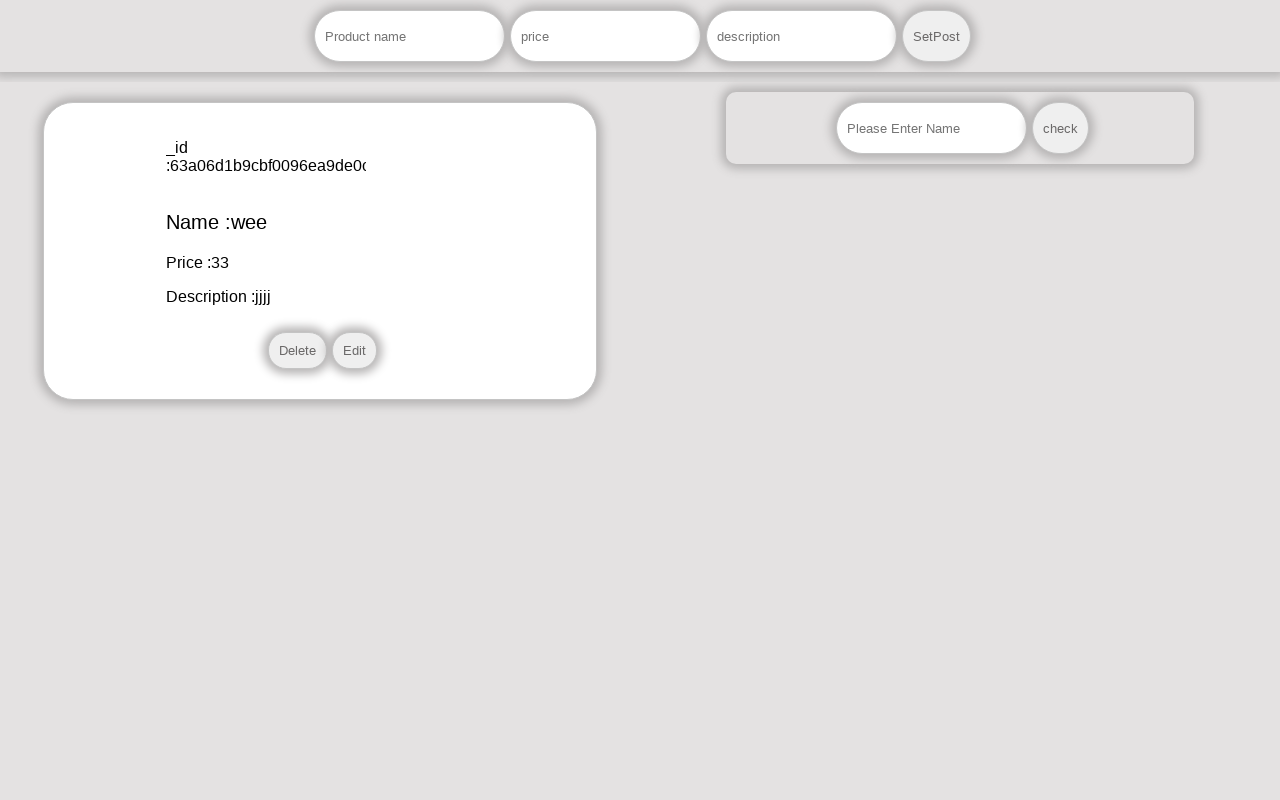 Product name
price
description
SetPost
_id
:63a06d1b9cbf0096ea9de0
Name :wee
Price :33
Description :jjjj
Delete
Edit
Please Enter Name
check